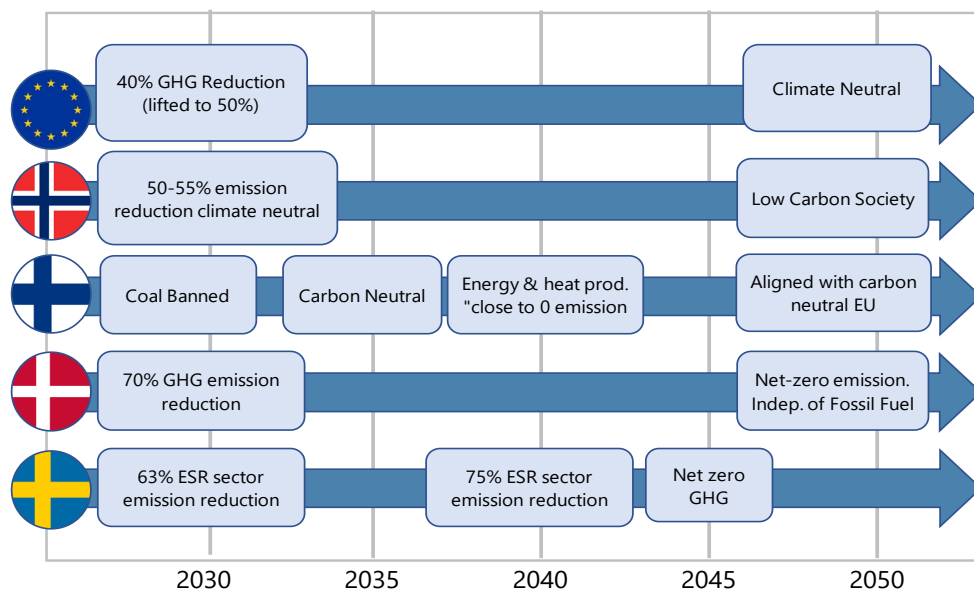 40% GHG Reduction
(lifted to 50%)
Climate Neutral
50-55% emission
reduction climate neutral
Low Carbon Society
Coal Banned
Carbon Neutral
Energy & heat prod.
"close to 0 emission
Aligned with carbon
neutral EU
70% GHG emission
reduction
Net-zero emission.
Indep. of Fossil Fuel
63% ESR sector
emission reduction
75% ESR sector
emission reduction
Net zero
GHG
2030
2035
2040
2045
2050